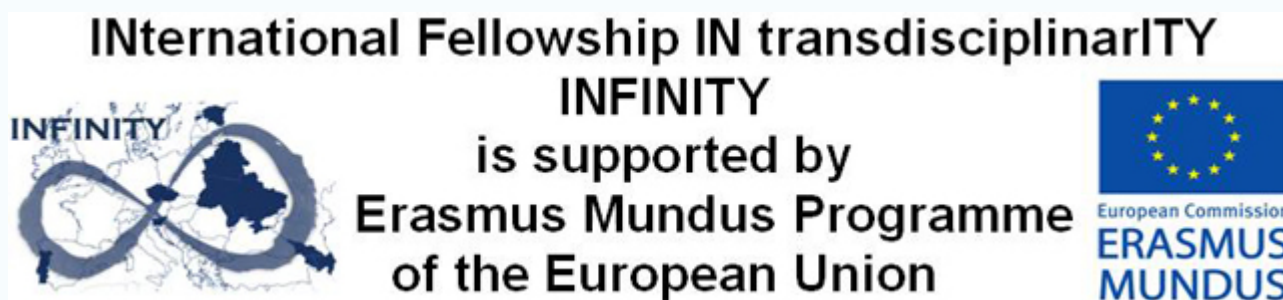 INternational Fellowship IN transdisciplinarITY
INFINITY
is supported by
Erasmus Mundus Programme
of the European Union
INFINITY
European Commission
ERASMUS
MUNDUS